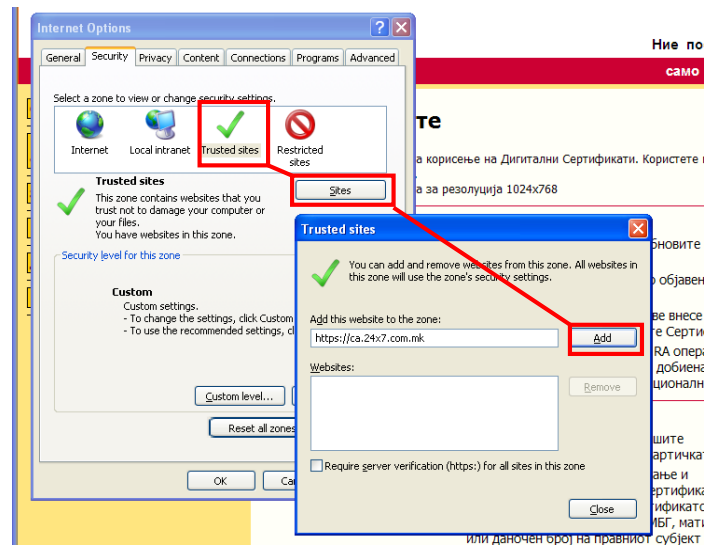 Internet Options
General Security Privacy Content Connections Programs Advanced
Select a zone to view or change security settings.
Internet Local intranet Trusted sites Restricted sites
Trusted sites
Sites
This zone contains websites that you
trust not to damage your computer or
your files.
You have websites in this zone.
Security level for this zone
Custom
Custom settings.
- To change the settings, click Custom
- To use the recommended settings, cl
Custom level...
Reset all zones
OK
Trusted sites
You can add and remove websites from this zone. All websites in
this zone will use the zone's security settings.
Add this website to the zone:
https://ca.24x7.com.mk Add
Websites:
Remove
Require server verification (https:) for all sites in this zone
Close
Ние
само
те
а корисење на Дигитални Сертификати. Користете
а за резолуција 1024x768
бновите
објавен
ве внесе
те Серти
RA опера
добиена
ционалн
шите
артичкат
ање и
ертифика
тификато
МБГ, мати
или даночен број на правниот субјект